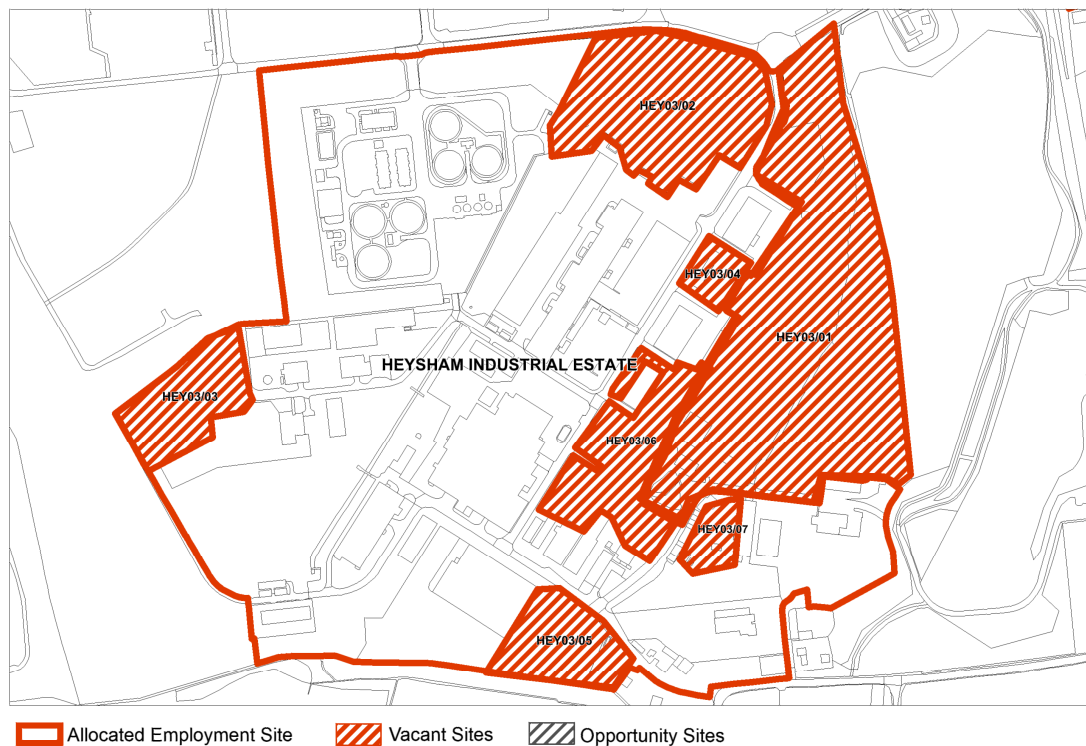 HEY03/02
HEY03/04
HEY03/01
HEYSHAM INDUSTRIAL ESTATE
HEY03/03
HEY03/06
HEY03/07
HEY03/05
Allocated Employment Site
Vacant Sites
Opportunity Sites